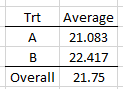 Trt Average
A 21.083
B 22.417
Overall 21.75